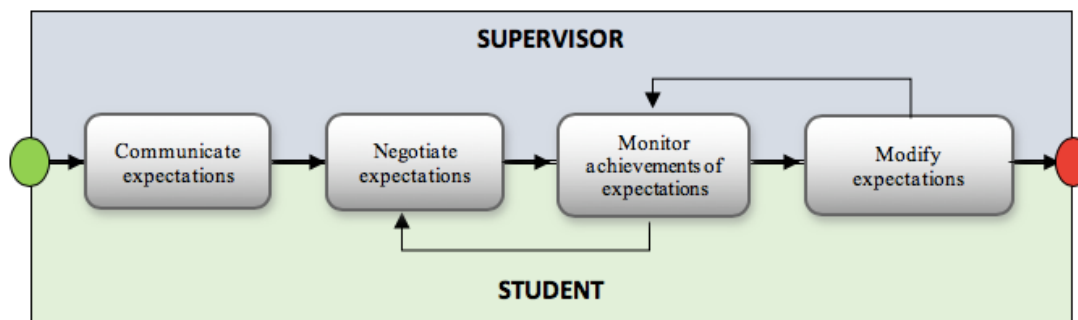 SUPERVISOR
Communicate
expectations
Negotiate
expectations
Monitor
achievements of
expectations
Modify
expectations
STUDENT